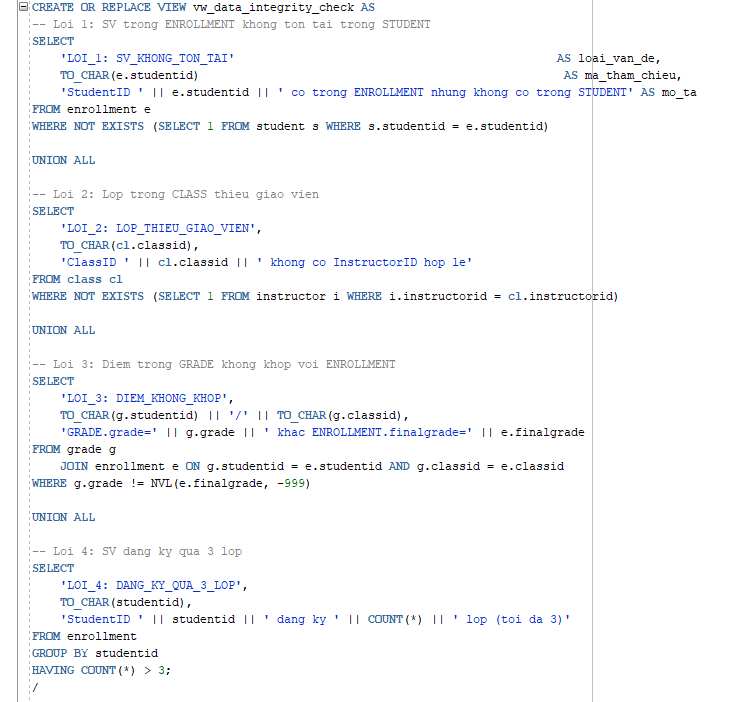 CREATE OR REPLACE VIEW vw_data_integrity_check AS
-- Loi 1: SV trong ENROLLMENT khong ton tai trong STUDENT
SELECT
    'LOI_1: SV_KHONG_TON_TAI'                                              AS loai_van_de,
    TO_CHAR(e.studentid)                                                    AS ma_tham_chieu,
    'StudentID ' || e.studentid || ' co trong ENROLLMENT nhung khong co trong STUDENT' AS mo_ta
FROM enrollment e
WHERE NOT EXISTS (SELECT 1 FROM student s WHERE s.studentid = e.studentid)

UNION ALL

-- Loi 2: Lop trong CLASS thieu giao vien
SELECT
    'LOI_2: LOP_THIEU_GIAO_VIEN',
    TO_CHAR(cl.classid),
    'ClassID ' || cl.classid || ' khong co InstructorID hop le'
FROM class cl
WHERE NOT EXISTS (SELECT 1 FROM instructor i WHERE i.instructorid = cl.instructorid)

UNION ALL

-- Loi 3: Diem trong GRADE khong khop voi ENROLLMENT
SELECT
    'LOI_3: DIEM_KHONG_KHOP',
    TO_CHAR(g.studentid) || '/' || TO_CHAR(g.classid),
    'GRADE.grade=' || g.grade || ' khac ENROLLMENT.finalgrade=' || e.finalgrade
FROM grade g
    JOIN enrollment e ON g.studentid = e.studentid AND g.classid = e.classid
WHERE g.grade != NVL(e.finalgrade, -999)

UNION ALL

-- Loi 4: SV dang ky qua 3 lop
SELECT
    'LOI_4: DANG_KY_QUA_3_LOP',
    TO_CHAR(studentid),
    'StudentID ' || studentid || ' dang ky ' || COUNT(*) || ' lop (toi da 3)'
FROM enrollment
GROUP BY studentid
HAVING COUNT(*) > 3;
/